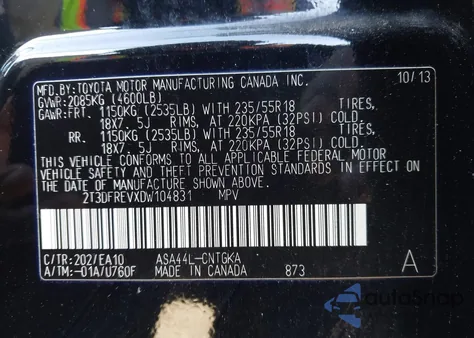 MFD.BY:TOYOTA MOTOR MANUFACTURING CANADA INC. 10/13
GVWR:2085KG (4600LB)
GAWR:FRT. 1150KG (2535LB) WITH 235/55R18 TIRES,
18X7.5J RIMS, AT 220KPA (32PSI) COLD.
RR. 1150KG (2535LB) WITH 235/55R18 TIRES,
18X7.5J RIMS, AT 220KPA (32PSI) COLD.
THIS VEHICLE CONFORMS TO ALL APPLICABLE FEDERAL MOTOR
VEHICLE SAFETY AND THEFT PREVENTION STANDARDS IN EFFECT ON
THE DATE OF MANUFACTURE SHOWN ABOVE.
2T3DFREVXDW104831 MPV
C/TR:202/EA10 ASA44L-CNTGKA
A/TM:-01A/U760F MADE IN CANADA 873 A
AutoSnap